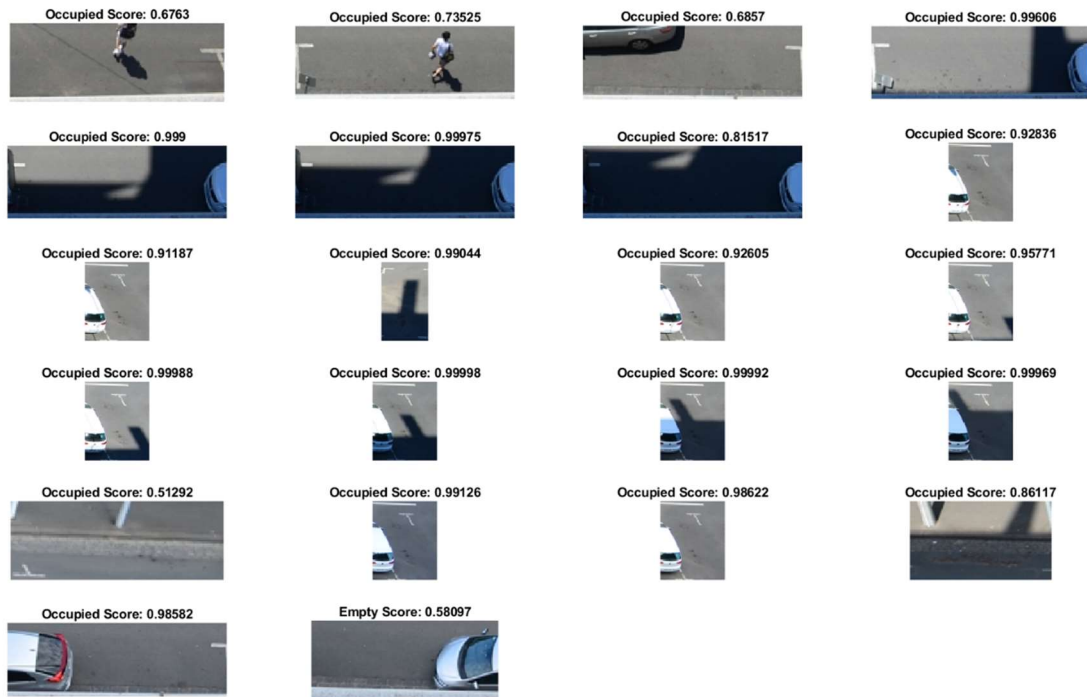 Occupied Score: 0.6763
Occupied Score: 0.73525
Occupied Score: 0.6857
Occupied Score: 0.99606
Occupied Score: 0.999
Occupied Score: 0.99975
Occupied Score: 0.81517
Occupied Score: 0.92836
Occupied Score: 0.91187
Occupied Score: 0.99044
Occupied Score: 0.92605
Occupied Score: 0.95771
Occupied Score: 0.99988
Occupied Score: 0.99998
Occupied Score: 0.99992
Occupied Score: 0.99969
Occupied Score: 0.51292
Occupied Score: 0.99126
Occupied Score: 0.98622
Occupied Score: 0.86117
Occupied Score: 0.98582
Empty Score: 0.58097